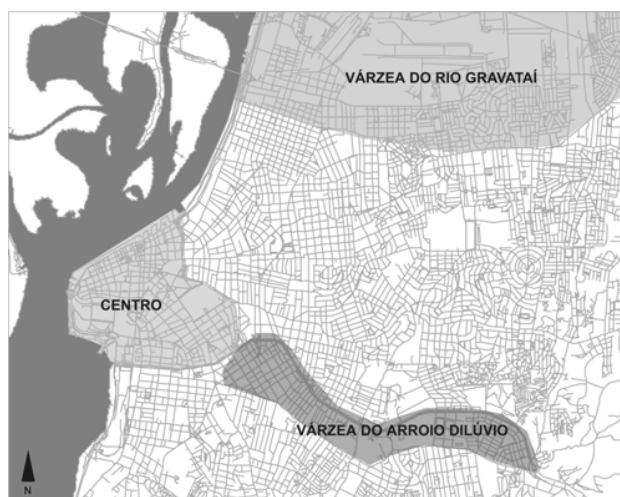 VÁRZEA DO RIO GRAVATAÍ
CENTRO
VÁRZEA DO ARROIO DILÚVIO
N